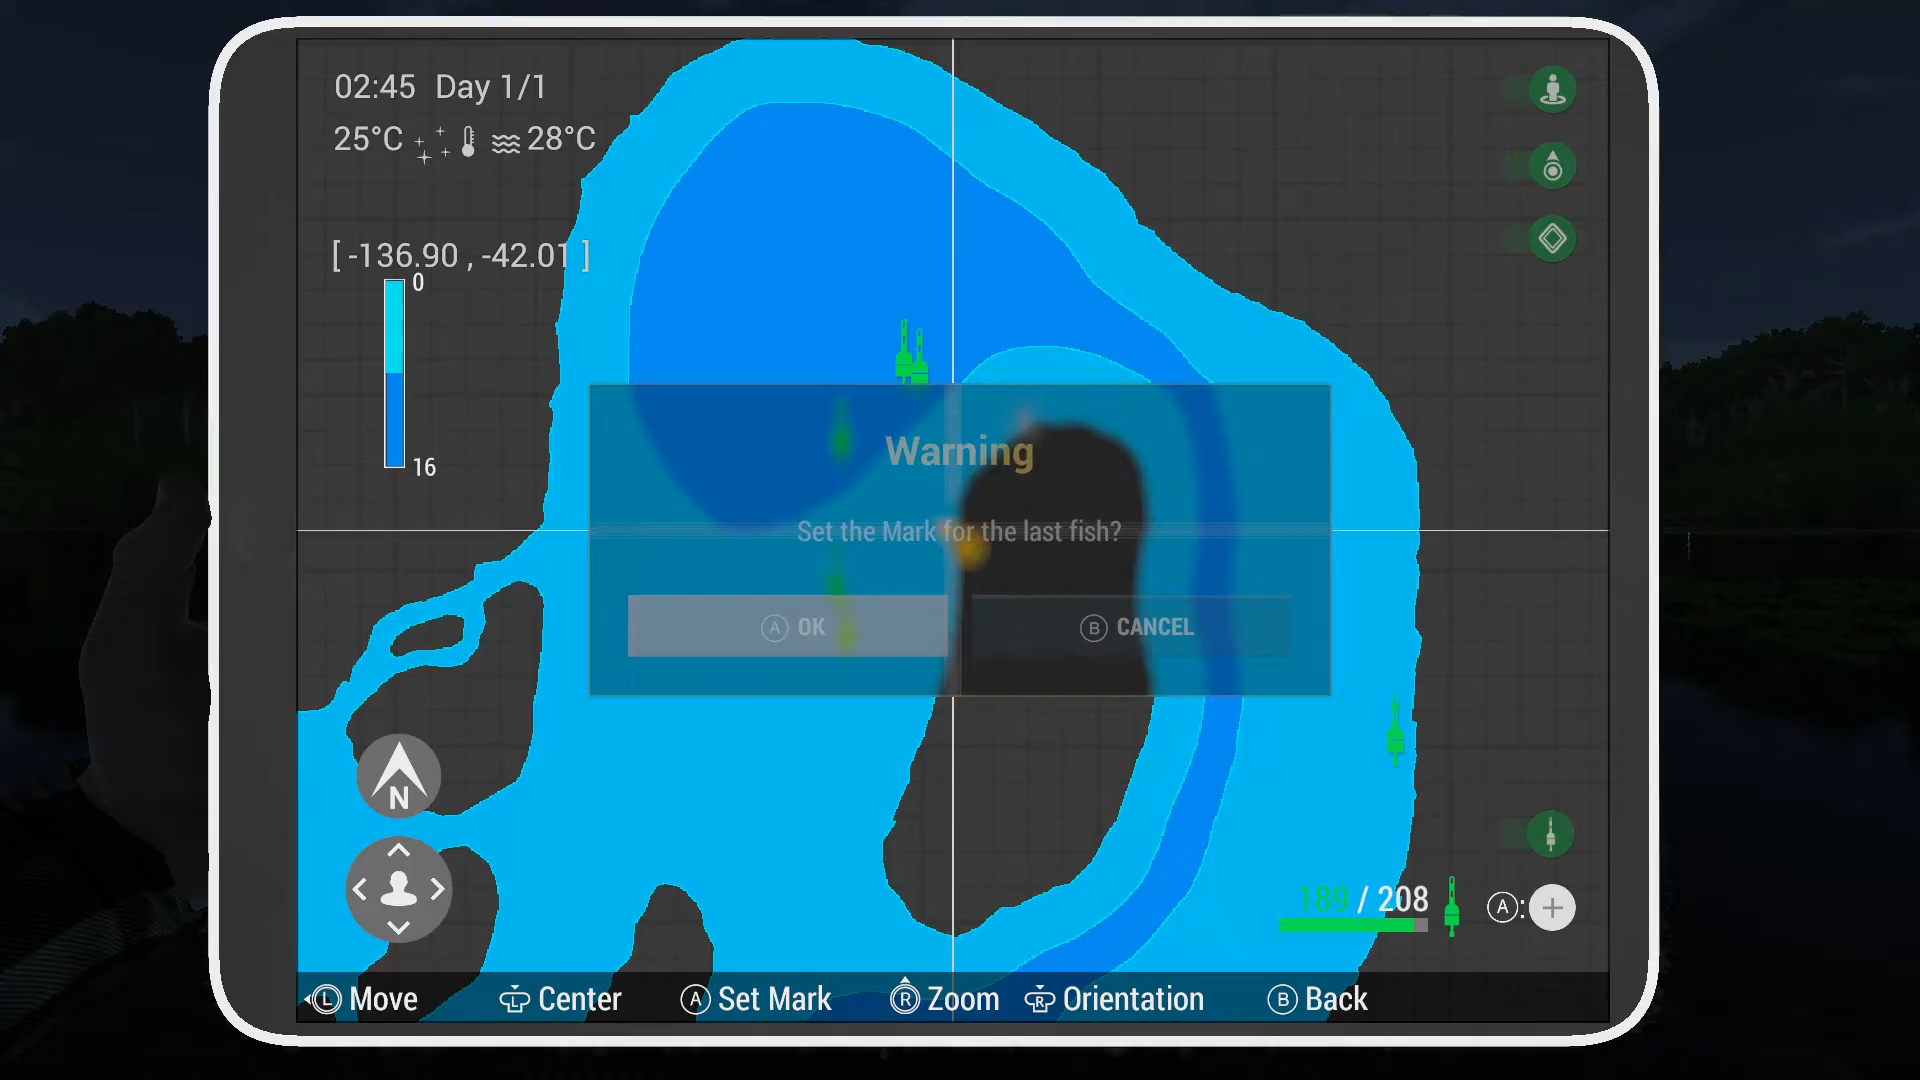 02:45 Day 1/1
25°C 28°C
[ -136.90 , -42.01 ]
0
16
Warning
Set the Mark for the last fish?
A OK
B CANCEL
N
189 / 208
A : +
L Move
L Center
A Set Mark
R Zoom
R Orientation
B Back